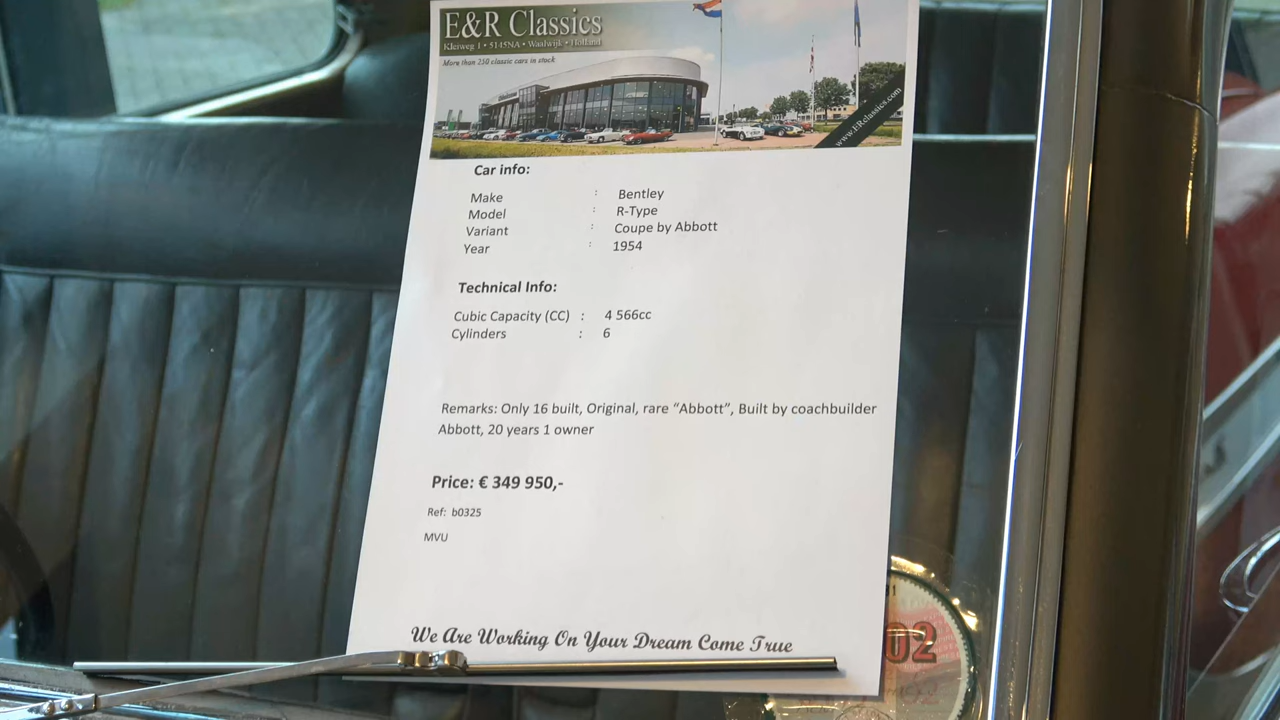 E&R Classics
Kleiweg 1 • 5145NA • Waalwijk • Holland
More than 250 classic cars in stock
www.ERclassics.com
Car info:
Make : Bentley
Model : R-Type
Variant : Coupe by Abbott
Year : 1954
Technical Info:
Cubic Capacity (CC) : 4 566cc
Cylinders : 6
Remarks: Only 16 built, Original, rare “Abbott”, Built by coachbuilder
Abbott, 20 years 1 owner
Price: € 349 950,-
Ref: b0325
MVU
We Are Working On Your Dream Come True
02